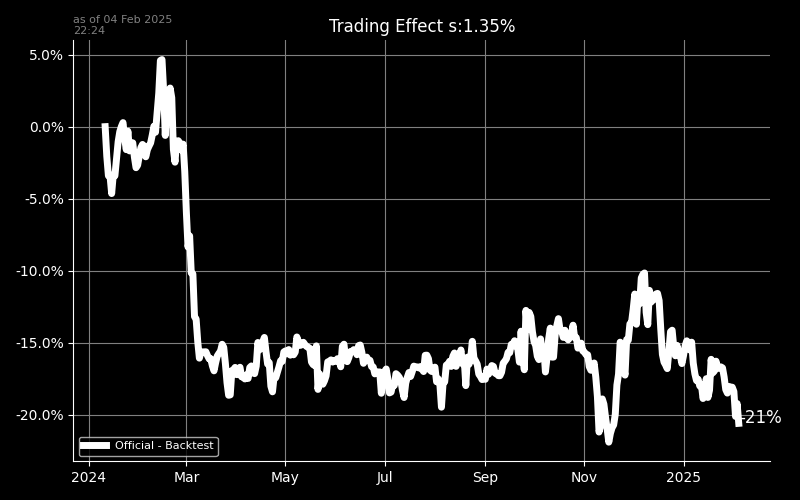 as of 04 Feb 2025
22:24
Trading Effect s:1.35%
5.0%
0.0%
-5.0%
-10.0%
-15.0%
-20.0%
-21%
Official - Backtest
2024 Mar May Jul Sep Nov 2025